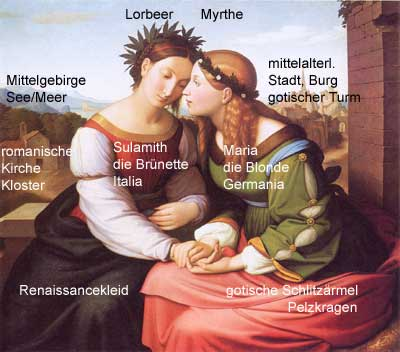 Lorbeer
Myrthe
Mittelgebirge
See/Meer
mittelalterl.
Stadt, Burg
gotischer Turm
romanische
Kirche
Kloster
Sulamith
die Brünette
Italia
Maria
die Blonde
Germania
Renaissancekleid
gotische Schlitzärmel
Pelzkragen